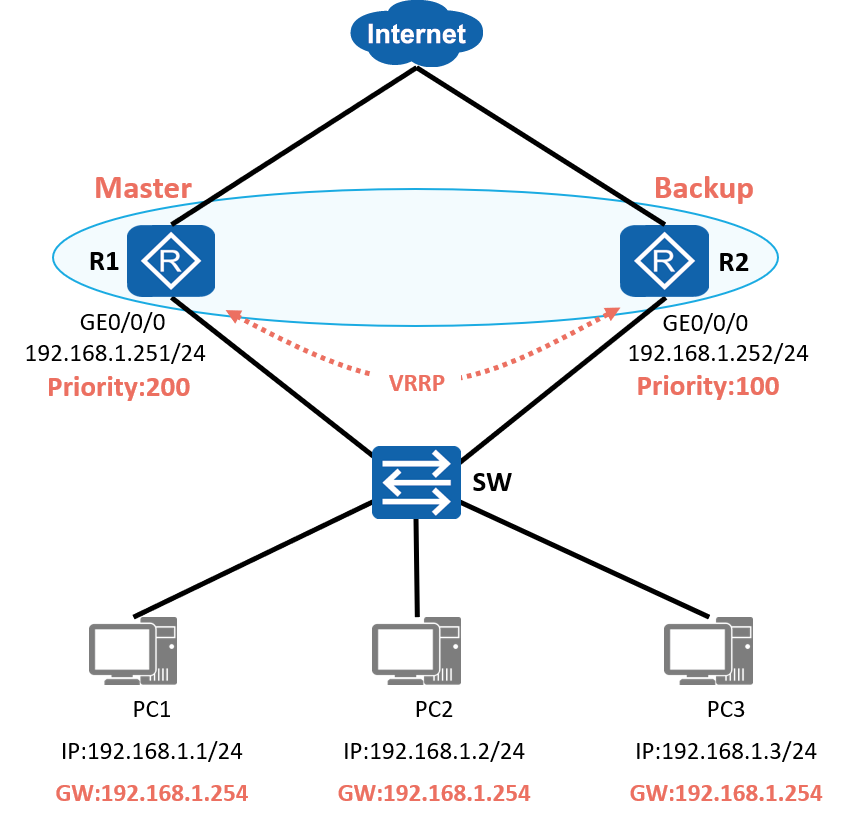 Internet
Master
Backup
R1
R
R
R2
GE0/0/0
192.168.1.251/24
Priority:200
GE0/0/0
192.168.1.252/24
Priority:100
VRRP
SW
PC1
PC2
PC3
IP:192.168.1.1/24
IP:192.168.1.2/24
IP:192.168.1.3/24
GW:192.168.1.254
GW:192.168.1.254
GW:192.168.1.254